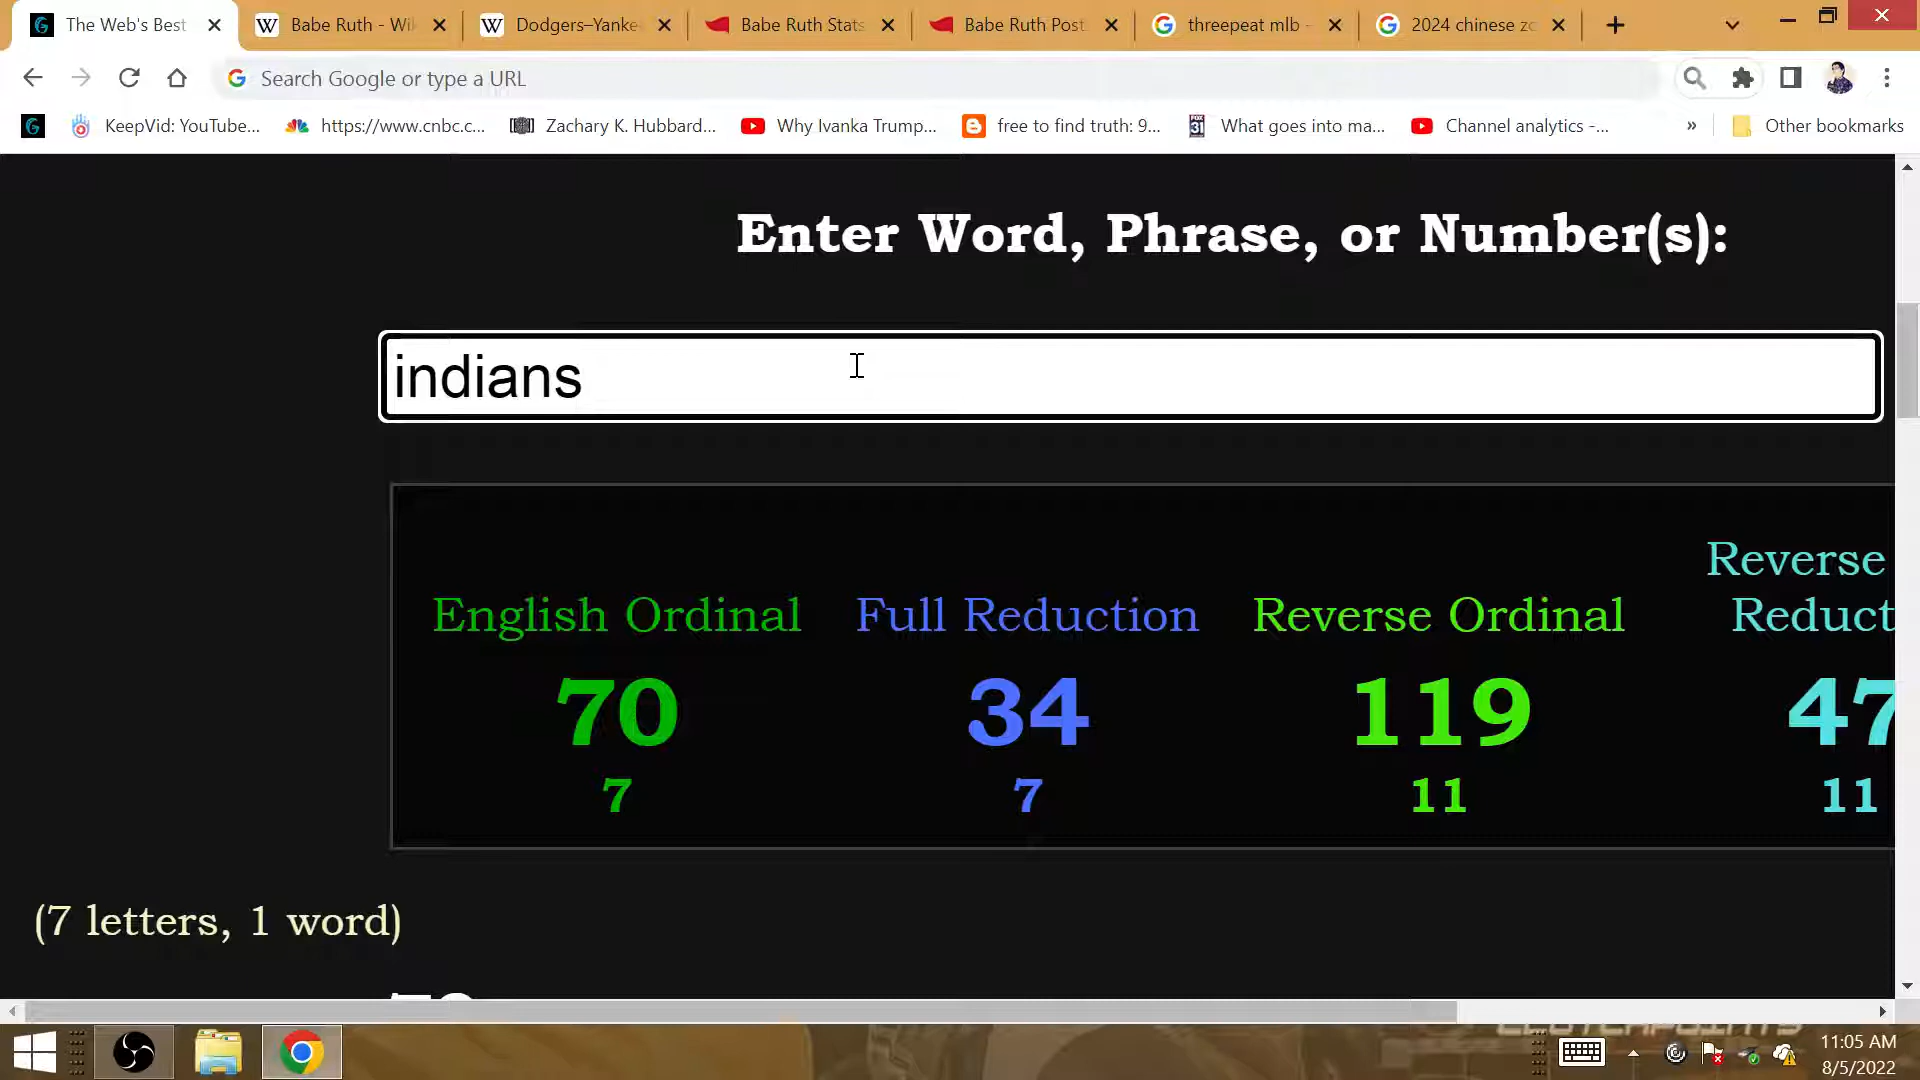 The Web's Best
Babe Ruth - Wik
Dodgers–Yanke
Babe Ruth Stats
Babe Ruth Post
threepeat mlb -
2024 chinese zo
Search Google or type a URL
KeepVid: YouTube...
https://www.cnbc.c...
Zachary K. Hubbard...
Why Ivanka Trump...
free to find truth: 9...
What goes into ma...
Channel analytics -...
»
Other bookmarks
Enter Word, Phrase, or Number(s):
indians
English Ordinal
Full Reduction
Reverse Ordinal
Reverse
Reduct
70
34
119
47
7
7
11
11
(7 letters, 1 word)
11:05 AM
8/5/2022